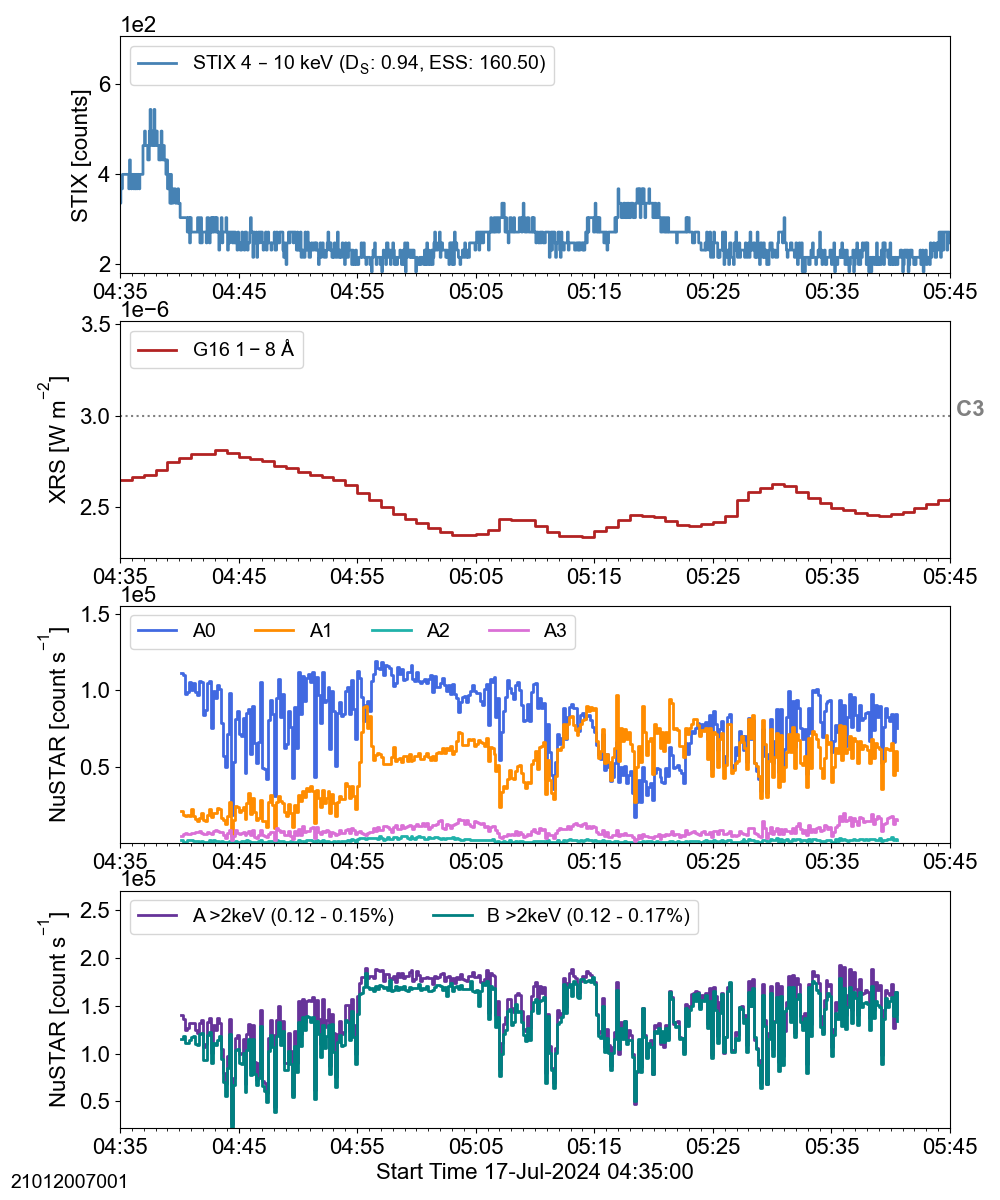 1e2
STIX 4 – 10 keV (DS: 0.94, ESS: 160.50)
STIX [counts]
6
4
2
04:35 04:45 04:55 05:05 05:15 05:25 05:35 05:45
1e−6
G16 1 – 8 Å
XRS [W m−2]
3.5
3.0
2.5
C3
04:35 04:45 04:55 05:05 05:15 05:25 05:35 05:45
1e5
A0 A1 A2 A3
NuSTAR [count s−1]
1.5
1.0
0.5
04:35 04:45 04:55 05:05 05:15 05:25 05:35 05:45
1e5
A >2keV (0.12 - 0.15%) B >2keV (0.12 - 0.17%)
NuSTAR [count s−1]
2.5
2.0
1.5
1.0
0.5
04:35 04:45 04:55 05:05 05:15 05:25 05:35 05:45
Start Time 17-Jul-2024 04:35:00
21012007001